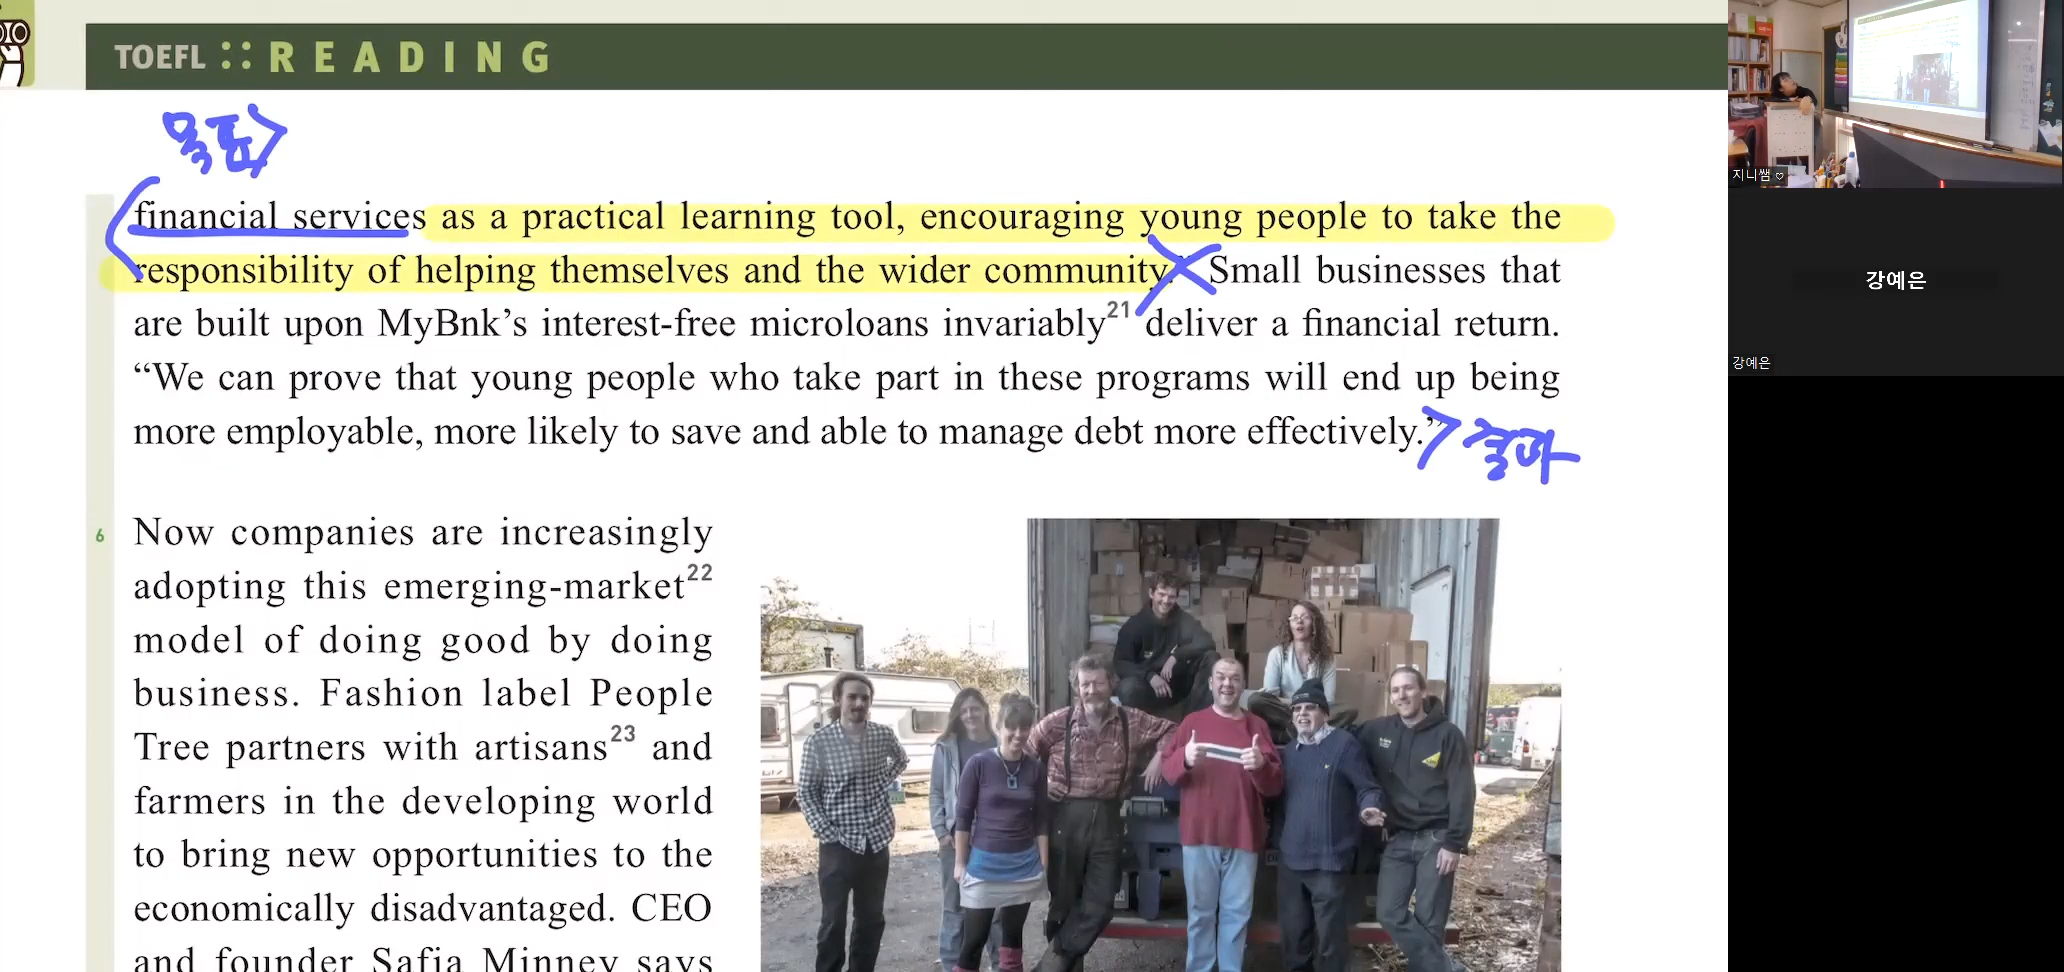 TOEFL :: READING
목표
financial services as a practical learning tool, encouraging young people to take the
responsibility of helping themselves and the wider community.” Small businesses that
are built upon MyBnk’s interest-free microloans invariably21 deliver a financial return.
“We can prove that young people who take part in these programs will end up being
more employable, more likely to save and able to manage debt more effectively.”
결과
6
Now companies are increasingly
adopting this emerging-market22
model of doing good by doing
business. Fashion label People
Tree partners with artisans23 and
farmers in the developing world
to bring new opportunities to the
economically disadvantaged. CEO
and founder Safia Minney says
지니쌤 ♡
강예은
강예은